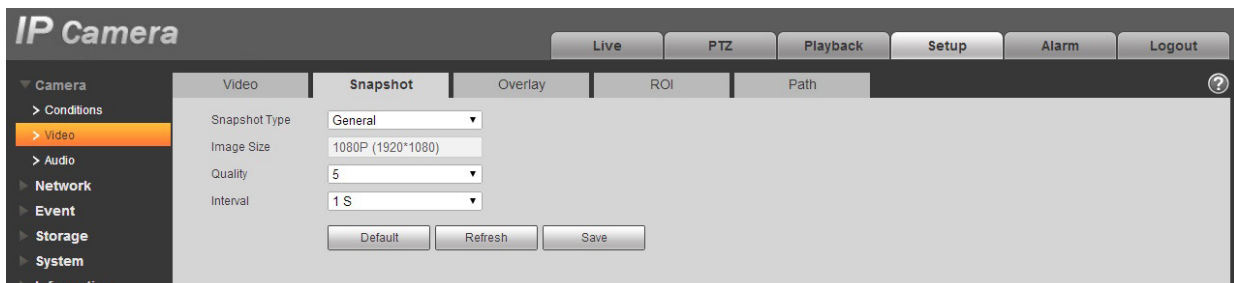 IP Camera
Live PTZ Playback Setup Alarm Logout
Camera
> Conditions
> Video
> Audio
Network
Event
Storage
System
Video Snapshot Overlay ROI Path ?
Snapshot Type General
Image Size 1080P (1920*1080)
Quality 5
Interval 1 S
Default Refresh Save